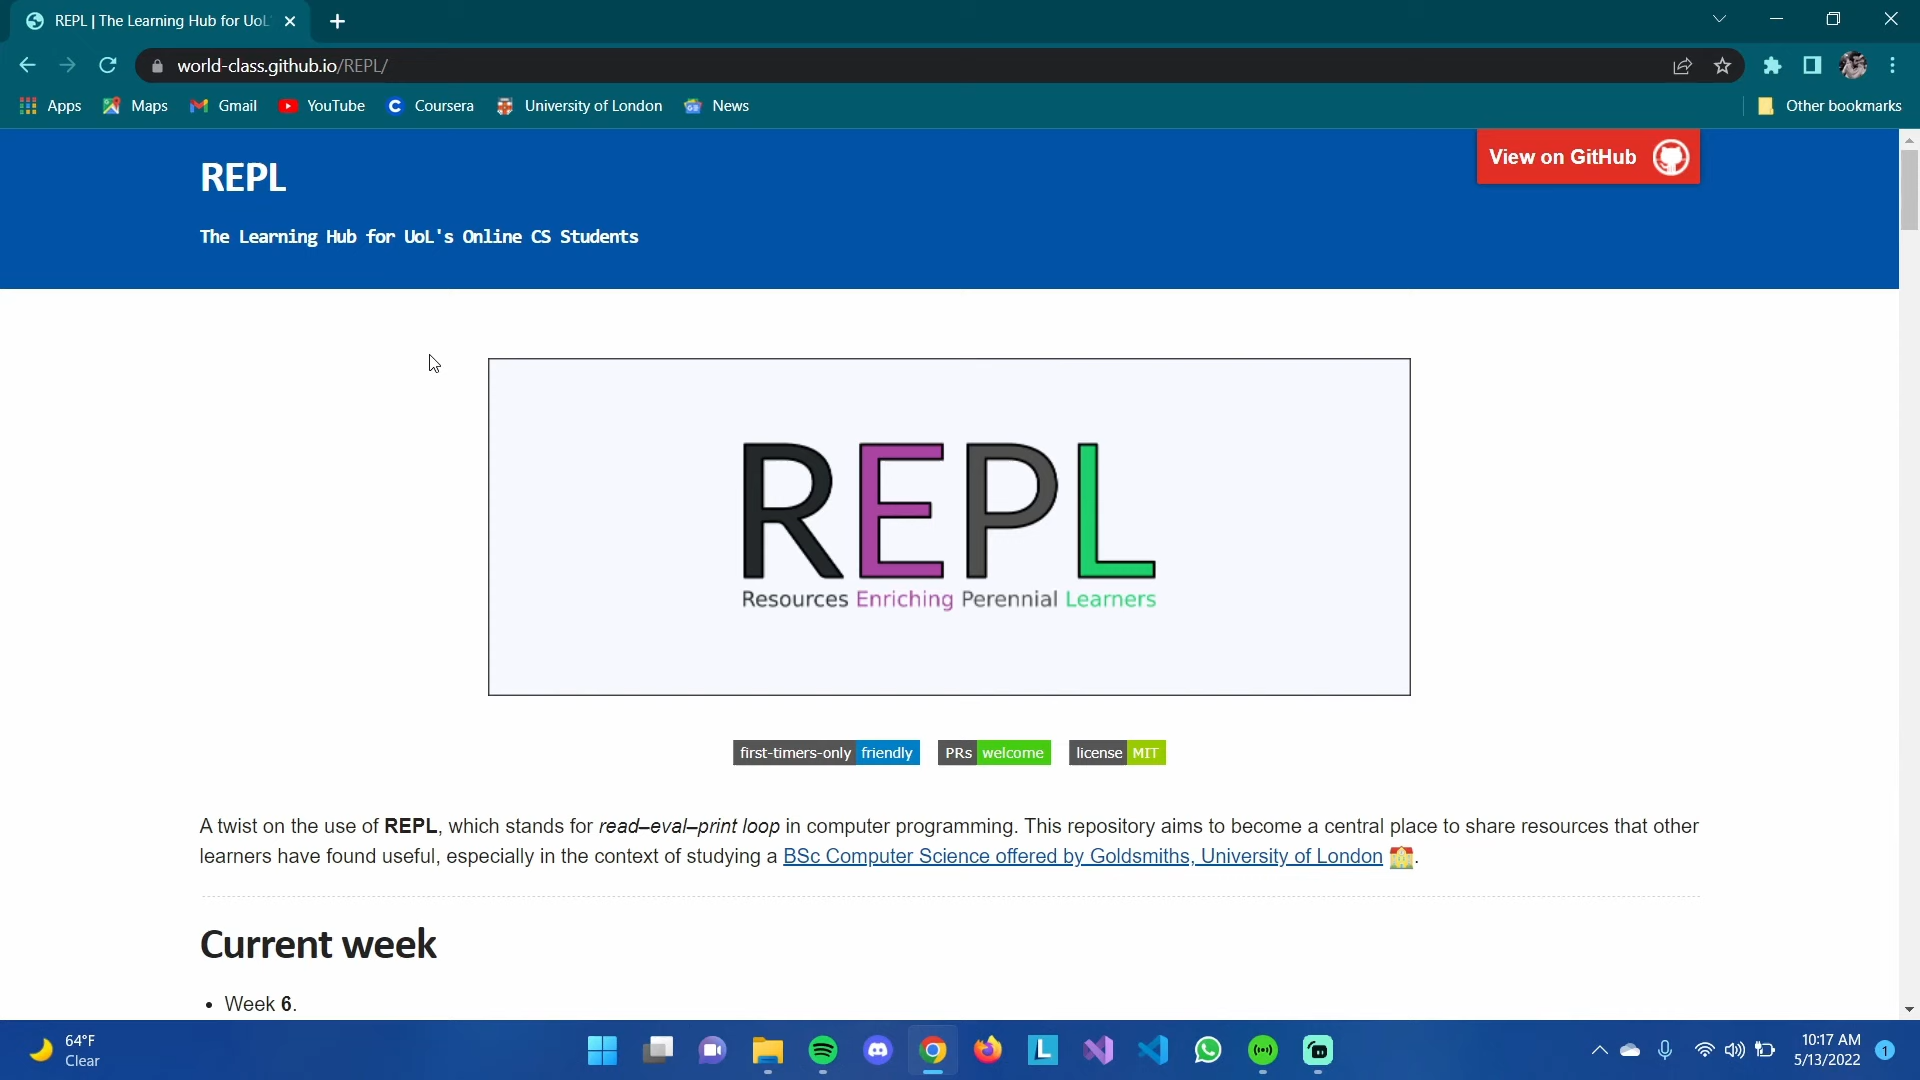 REPL | The Learning Hub for UoL'
world-class.github.io/REPL/
Apps
Maps
Gmail
YouTube
Coursera
University of London
News
Other bookmarks
REPL
View on GitHub
The Learning Hub for UoL's Online CS Students
REPL
Resources Enriching Perennial Learners
first-timers-only friendly
PRs welcome
license MIT
A twist on the use of REPL, which stands for read–eval–print loop in computer programming. This repository aims to become a central place to share resources that other
learners have found useful, especially in the context of studying a BSc Computer Science offered by Goldsmiths, University of London.
Current week
Week 6.
64°F
Clear
10:17 AM
5/13/2022
1